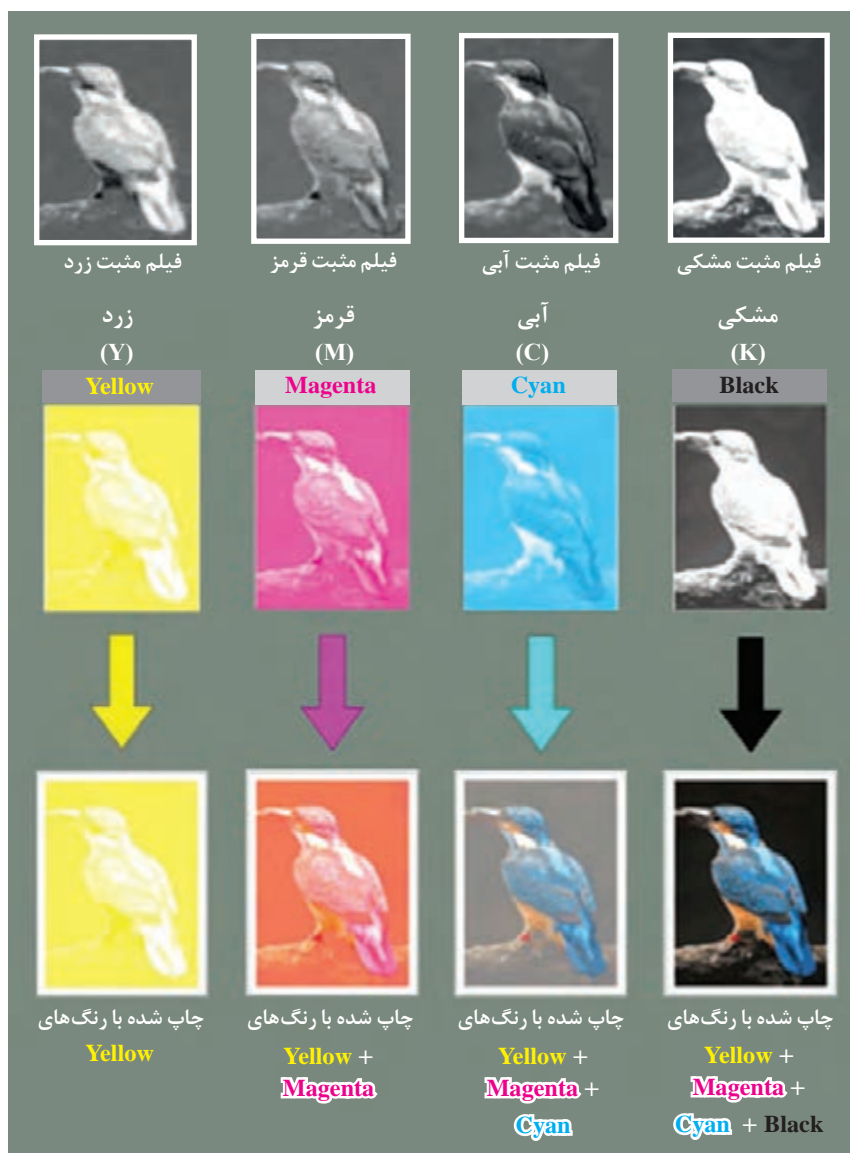 فیلم مثبت زرد
فیلم مثبت قرمز
فیلم مثبت آبی
فیلم مثبت مشکی
زرد
قرمز
آبی
مشکی
(Y)
(M)
(C)
(K)
Yellow
Magenta
Cyan
Black
چاپ شده با رنگ‌های
Yellow
چاپ شده با رنگ‌های
Yellow +
Magenta
چاپ شده با رنگ‌های
Yellow +
Magenta +
Cyan
چاپ شده با رنگ‌های
Yellow +
Magenta +
Cyan + Black